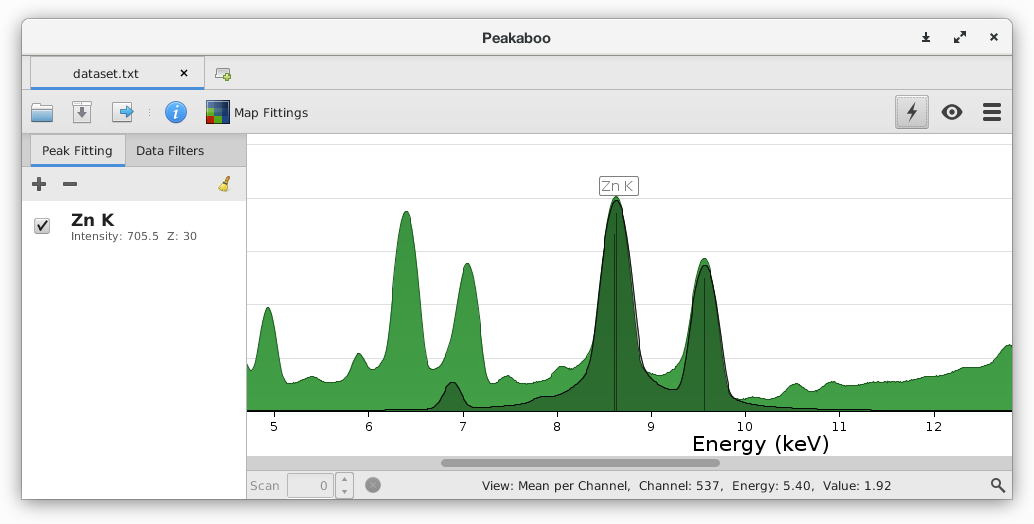 Peakaboo
dataset.txt
Map Fittings
Peak Fitting Data Filters
Zn K
Intensity: 705.5 Z: 30
Zn K
5 6 7 8 9 10 11 12
Energy (keV)
Scan 0 View: Mean per Channel, Channel: 537, Energy: 5.40, Value: 1.92